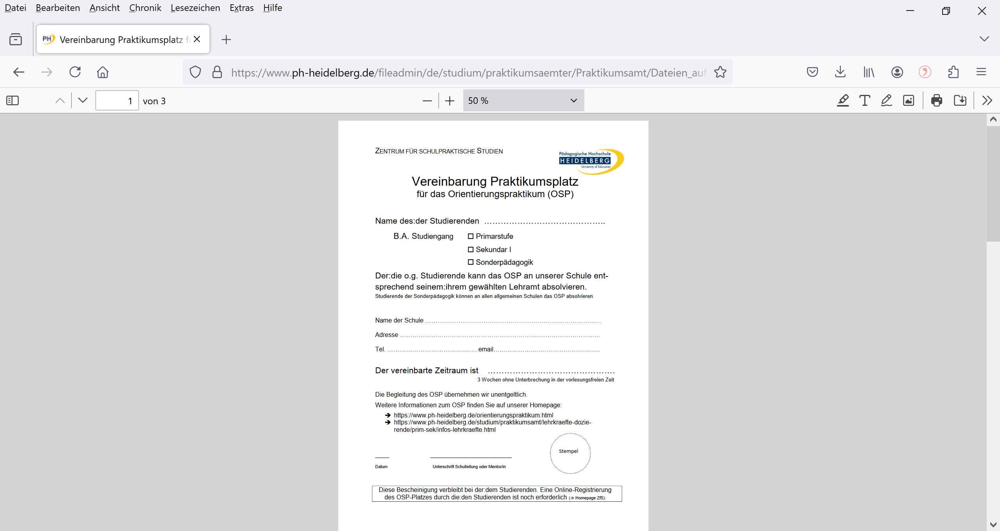 Datei Bearbeiten Ansicht Chronik Lesezeichen Extras Hilfe
PH Vereinbarung Praktikumsplatz
https://www.ph-heidelberg.de/fileadmin/de/studium/praktikumsaemter/Praktikumsamt/Dateien_auf
1 von 3 50 %
ZENTRUM FÜR SCHULPRAKTISCHE STUDIEN
Pädagogische Hochschule
HEIDELBERG
University of Education
Vereinbarung Praktikumsplatz
für das Orientierungspraktikum (OSP)
Name des:der Studierenden ……………………………………..
B.A. Studiengang ☐ Primarstufe
☐ Sekundar I
☐ Sonderpädagogik
Der:die o.g. Studierende kann das OSP an unserer Schule ent-
sprechend seinem:ihrem gewählten Lehramt absolvieren.
Studierende der Sonderpädagogik können an allen allgemeinen Schulen das OSP absolvieren.
Name der Schule ……………………………………………………………………………
Adresse ………………………………………………………………………………………
Tel. ……………………………………email……………………………………………
Der vereinbarte Zeitraum ist ……………………………………….
3 Wochen ohne Unterbrechung in der vorlesungsfreien Zeit
Die Begleitung des OSP übernehmen wir unentgeltlich.
Weitere Informationen zum OSP finden Sie auf unserer Homepage:
➔ https://www.ph-heidelberg.de/orientierungspraktikum.html
➔ https://www.ph-heidelberg.de/studium/praktikumsamt/lehrkraefte-dozie-
rende/prim-sek/infos-lehrkraefte.html
Stempel
Datum Unterschrift Schulleitung oder Mentor/in
Diese Bescheinigung verbleibt bei der:dem Studierenden. Eine Online-Registrierung
des OSP-Platzes durch die:den Studierenden ist noch erforderlich (→ Homepage ZfS).